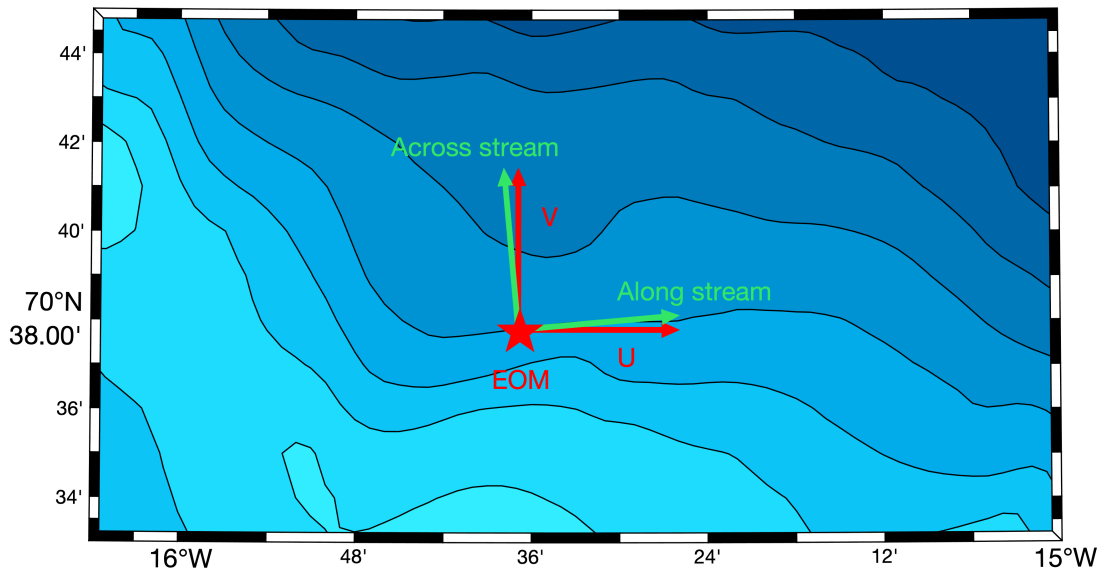 44'
42'
Across stream
V
40'
70°N
38.00'
Along stream
U
EOM
36'
34'
16°W
48'
36'
24'
12'
15°W